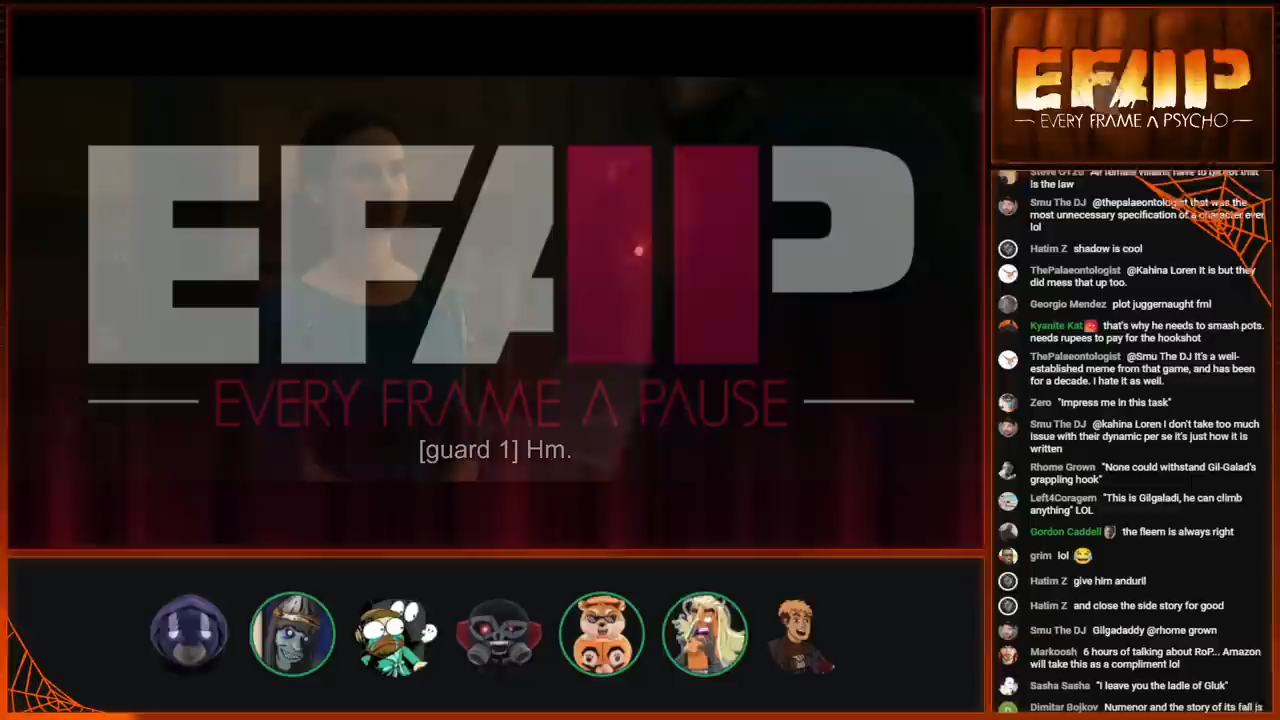 EFAP
EVERY FRAME A PAUSE
[guard 1] Hm.
EFAP
EVERY FRAME A PSYCHO
is the law
Smu The DJ @thepalaeontologist that was the
most unnecessary specification of a character ever
lol
Hatim Z shadow is cool
ThePalaeontologist @Kahina Loren It is but they
did mess that up too.
Georgio Mendez plot juggernaught fml
Kyanite Kat that's why he needs to smash pots.
needs rupees to pay for the hookshot
ThePalaeontologist @Smu The DJ It's a well-
established meme from that game, and has been
for a decade. I hate it as well.
Zero "Impress me in this task"
Smu The DJ @kahina Loren I don't take too much
issue with their dynamic per se it's just how it is
written
Rhome Grown "None could withstand Gil-Galad's
grappling hook"
Left4Coragem "This is Gilgaladi, he can climb
anything" LOL
Gordon Caddell the fleem is always right
grim lol 😂
Hatim Z give him anduril
Hatim Z and close the side story for good
Smu The DJ Gilgadaddy @rhome grown
Markoosh 6 hours of talking about RoP... Amazon
will take this as a compliment lol
Sasha Sasha "I leave you the ladle of Gluk"
Dimitar Bojkov Numenor and the story of its fall is